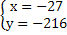 x = −27
y = −216